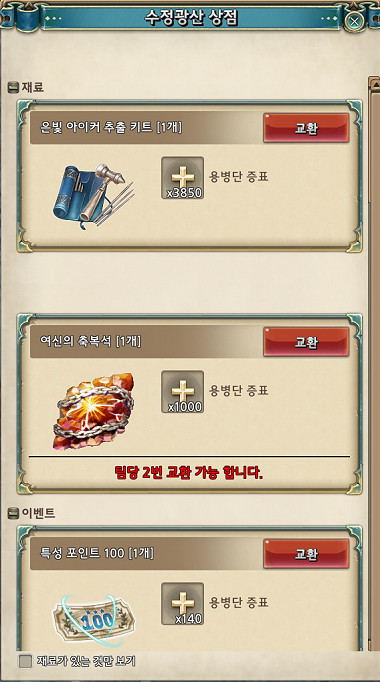 수정광산 상점
재료
은빛 아이커 추출 키트 [1개]
교환
x3850
용병단 증표
여신의 축복석 [1개]
교환
x1000
용병단 증표
팀당 2번 교환 가능 합니다.
이벤트
특성 포인트 100 [1개]
교환
100
x140
용병단 증표
재료가 있는 것만 보기